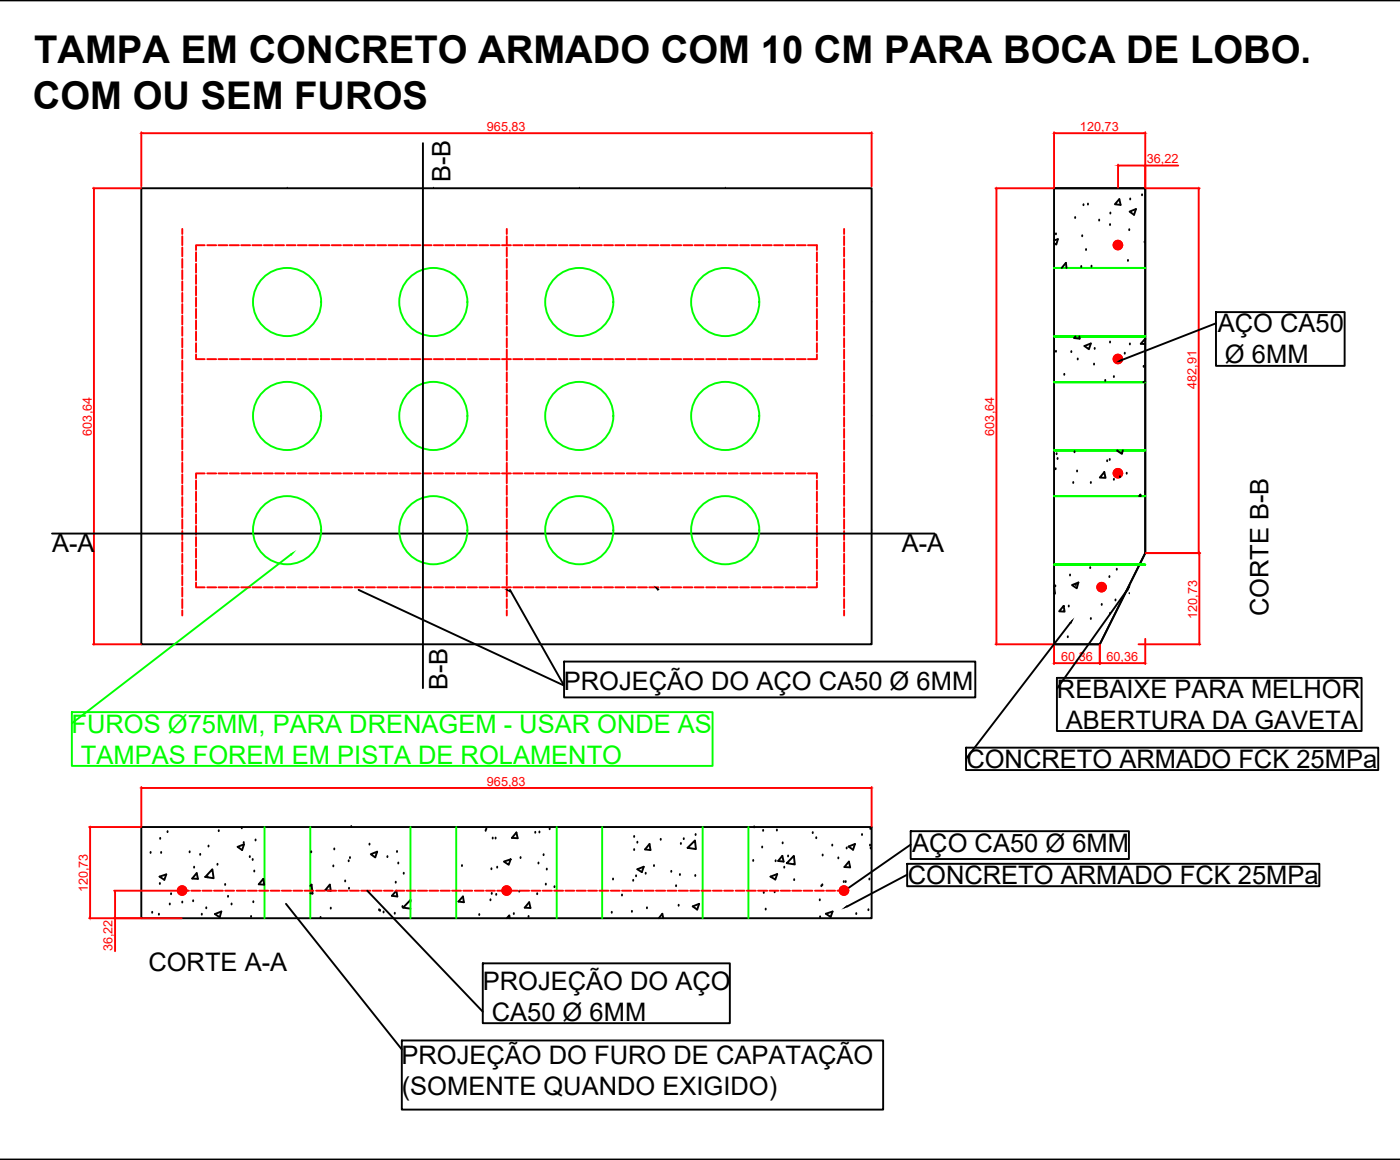 TAMPA EM CONCRETO ARMADO COM 10 CM PARA BOCA DE LOBO.
COM OU SEM FUROS
965,83
B-B
603,64
A-A
A-A
B-B
PROJEÇÃO DO AÇO CA50 Ø 6MM
FUROS Ø75MM, PARA DRENAGEM - USAR ONDE AS
TAMPAS FOREM EM PISTA DE ROLAMENTO
120,73
36,22
603,64
482,91
AÇO CA50
Ø 6MM
CORTE B-B
120,73
60,36
60,36
REBAIXE PARA MELHOR
ABERTURA DA GAVETA
CONCRETO ARMADO FCK 25MPa
965,83
120,73
36,22
AÇO CA50 Ø 6MM
CONCRETO ARMADO FCK 25MPa
CORTE A-A
PROJEÇÃO DO AÇO
CA50 Ø 6MM
PROJEÇÃO DO FURO DE CAPATAÇÃO
(SOMENTE QUANDO EXIGIDO)